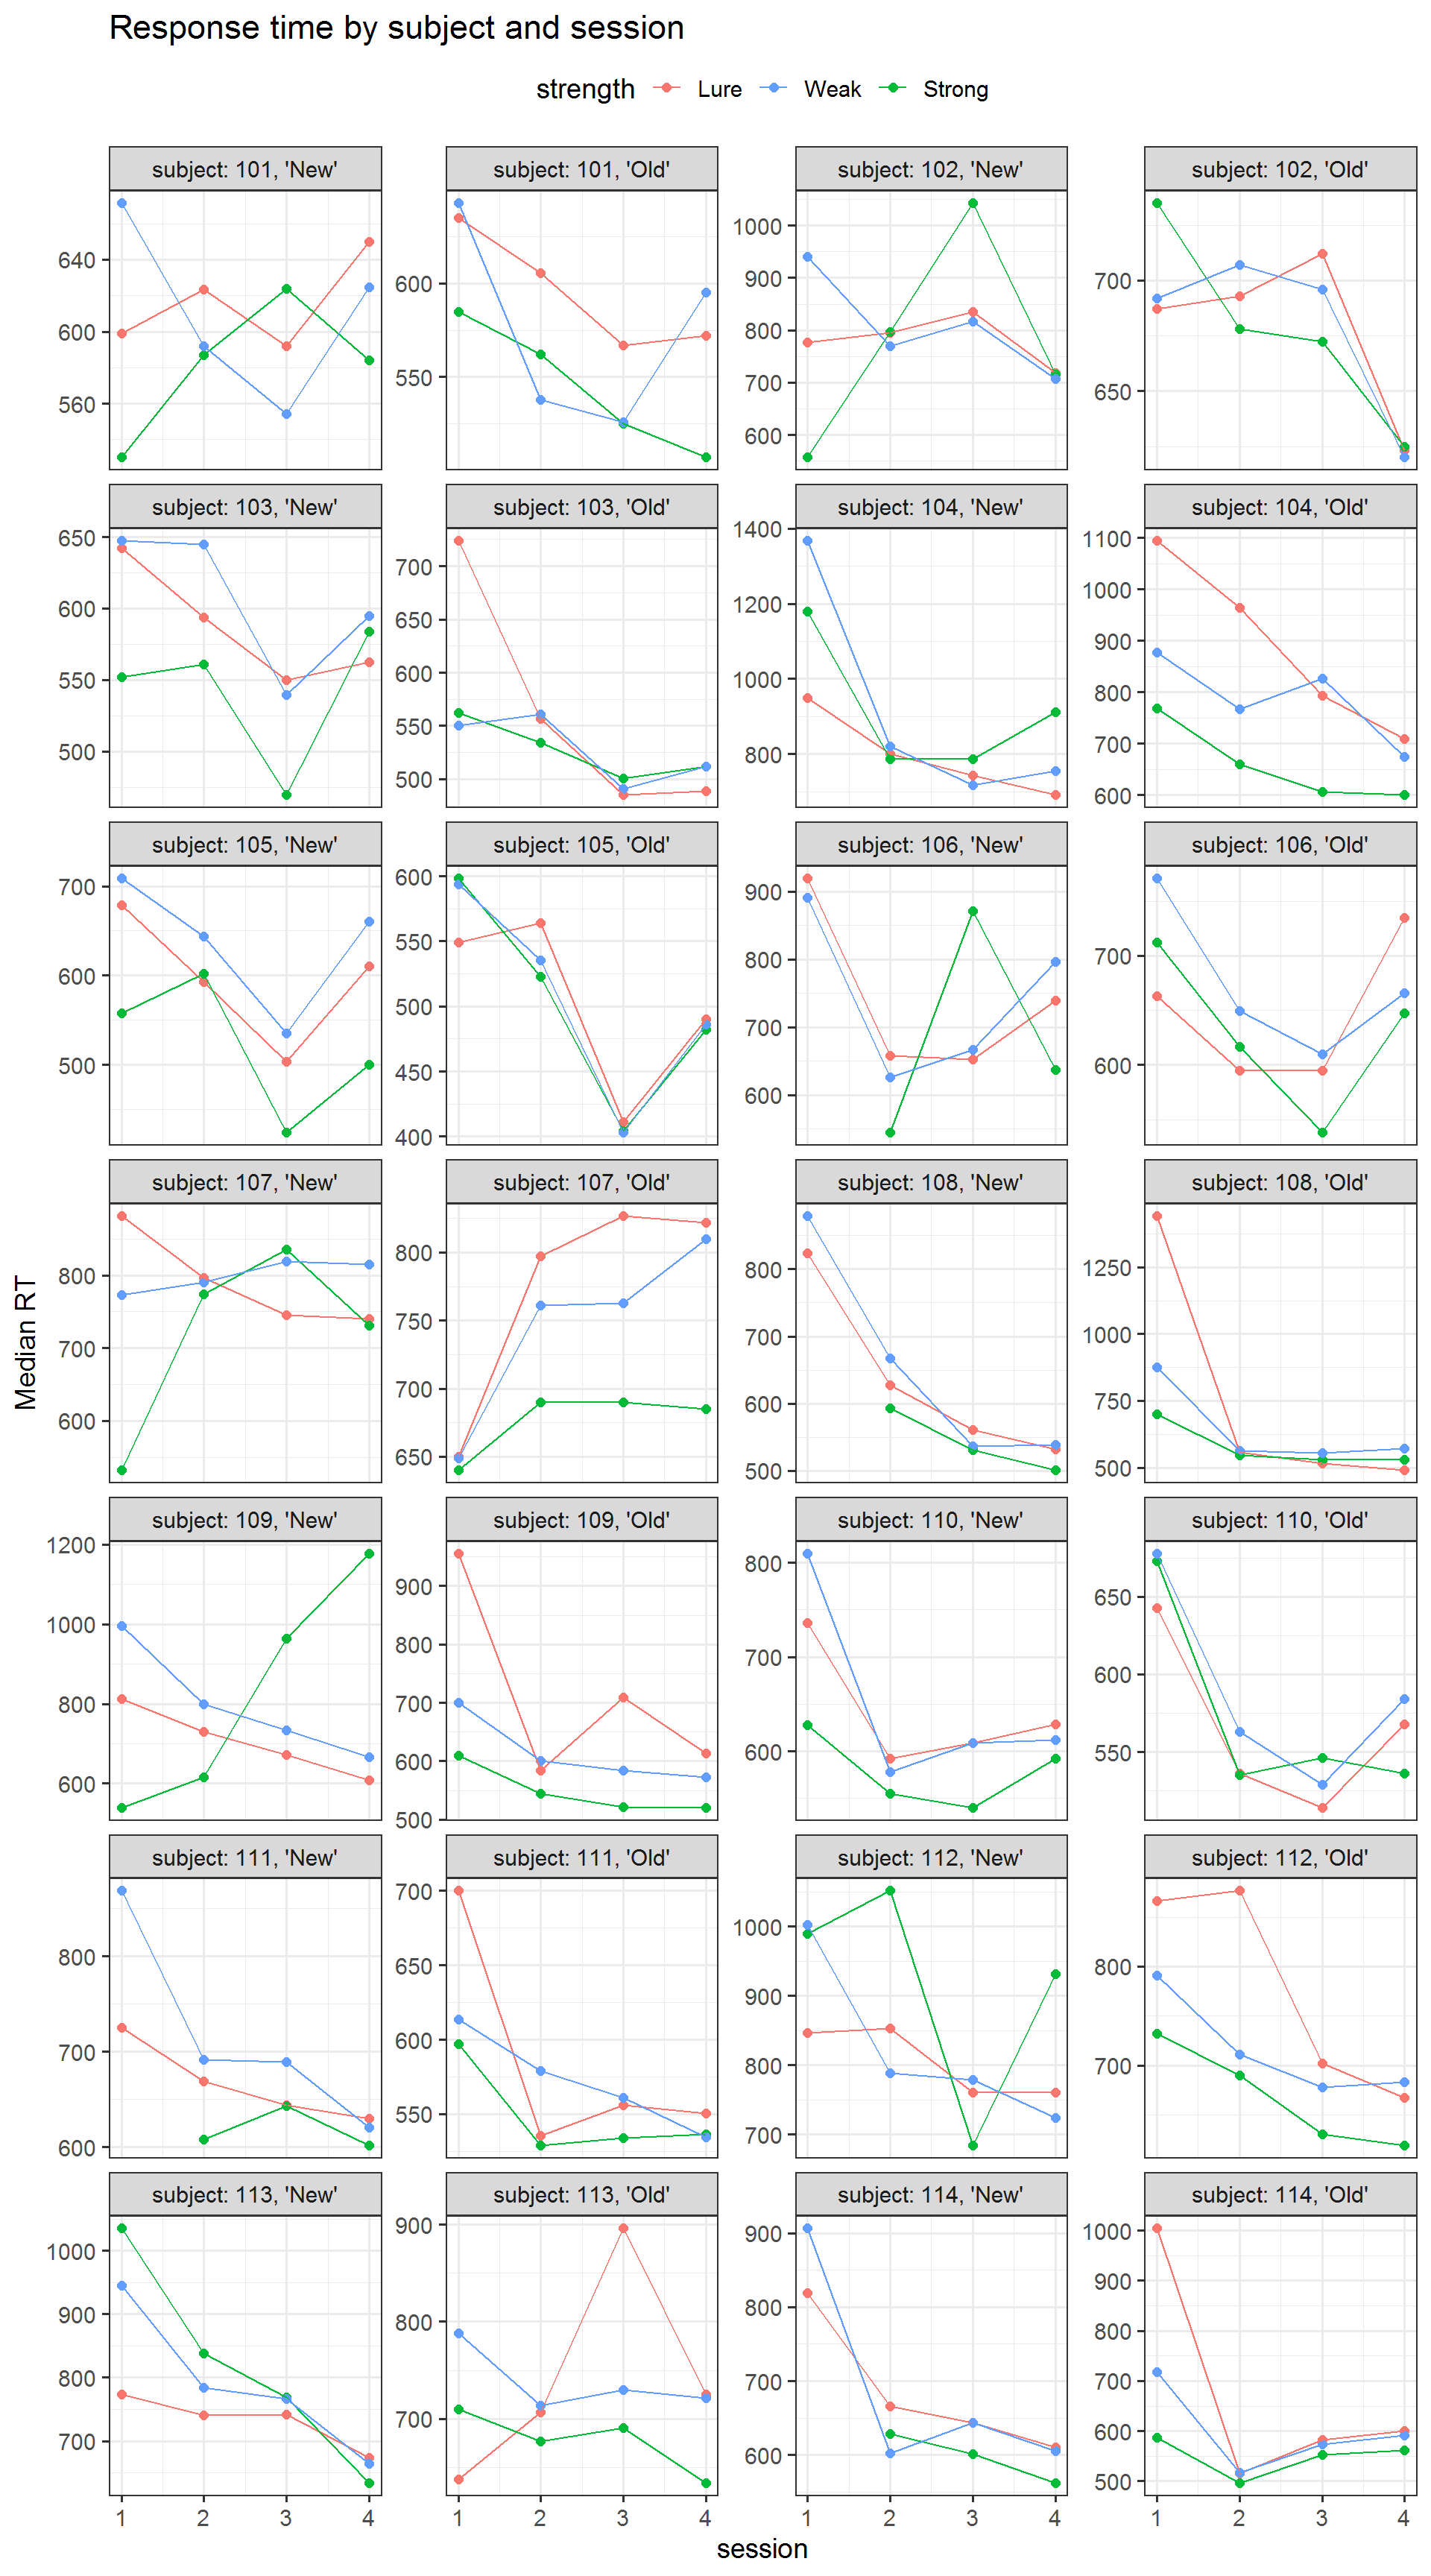 Response time by subject and session
strength Lure Weak Strong
subject: 101, 'New' subject: 101, 'Old' subject: 102, 'New' subject: 102, 'Old'
640 600 560
600 550
1000 900 800 700 600
700 650
subject: 103, 'New' subject: 103, 'Old' subject: 104, 'New' subject: 104, 'Old'
650 600 550 500
700 650 600 550 500
1400 1200 1000 800
1100 1000 900 800 700 600
subject: 105, 'New' subject: 105, 'Old' subject: 106, 'New' subject: 106, 'Old'
700 600 500
600 550 500 450 400
900 800 700 600
700 600
subject: 107, 'New' subject: 107, 'Old' subject: 108, 'New' subject: 108, 'Old'
800 700 600
800 750 700 650
800 700 600 500
1250 1000 750 500
Median RT
subject: 109, 'New' subject: 109, 'Old' subject: 110, 'New' subject: 110, 'Old'
1200 1000 800 600
900 800 700 600 500
800 700 600
650 600 550
subject: 111, 'New' subject: 111, 'Old' subject: 112, 'New' subject: 112, 'Old'
800 700 600
700 650 600 550
1000 900 800 700
800 700
subject: 113, 'New' subject: 113, 'Old' subject: 114, 'New' subject: 114, 'Old'
1000 900 800 700
900 800 700
900 800 700 600
1000 900 800 700 600 500
1 2 3 4 1 2 3 4 1 2 3 4 1 2 3 4
session